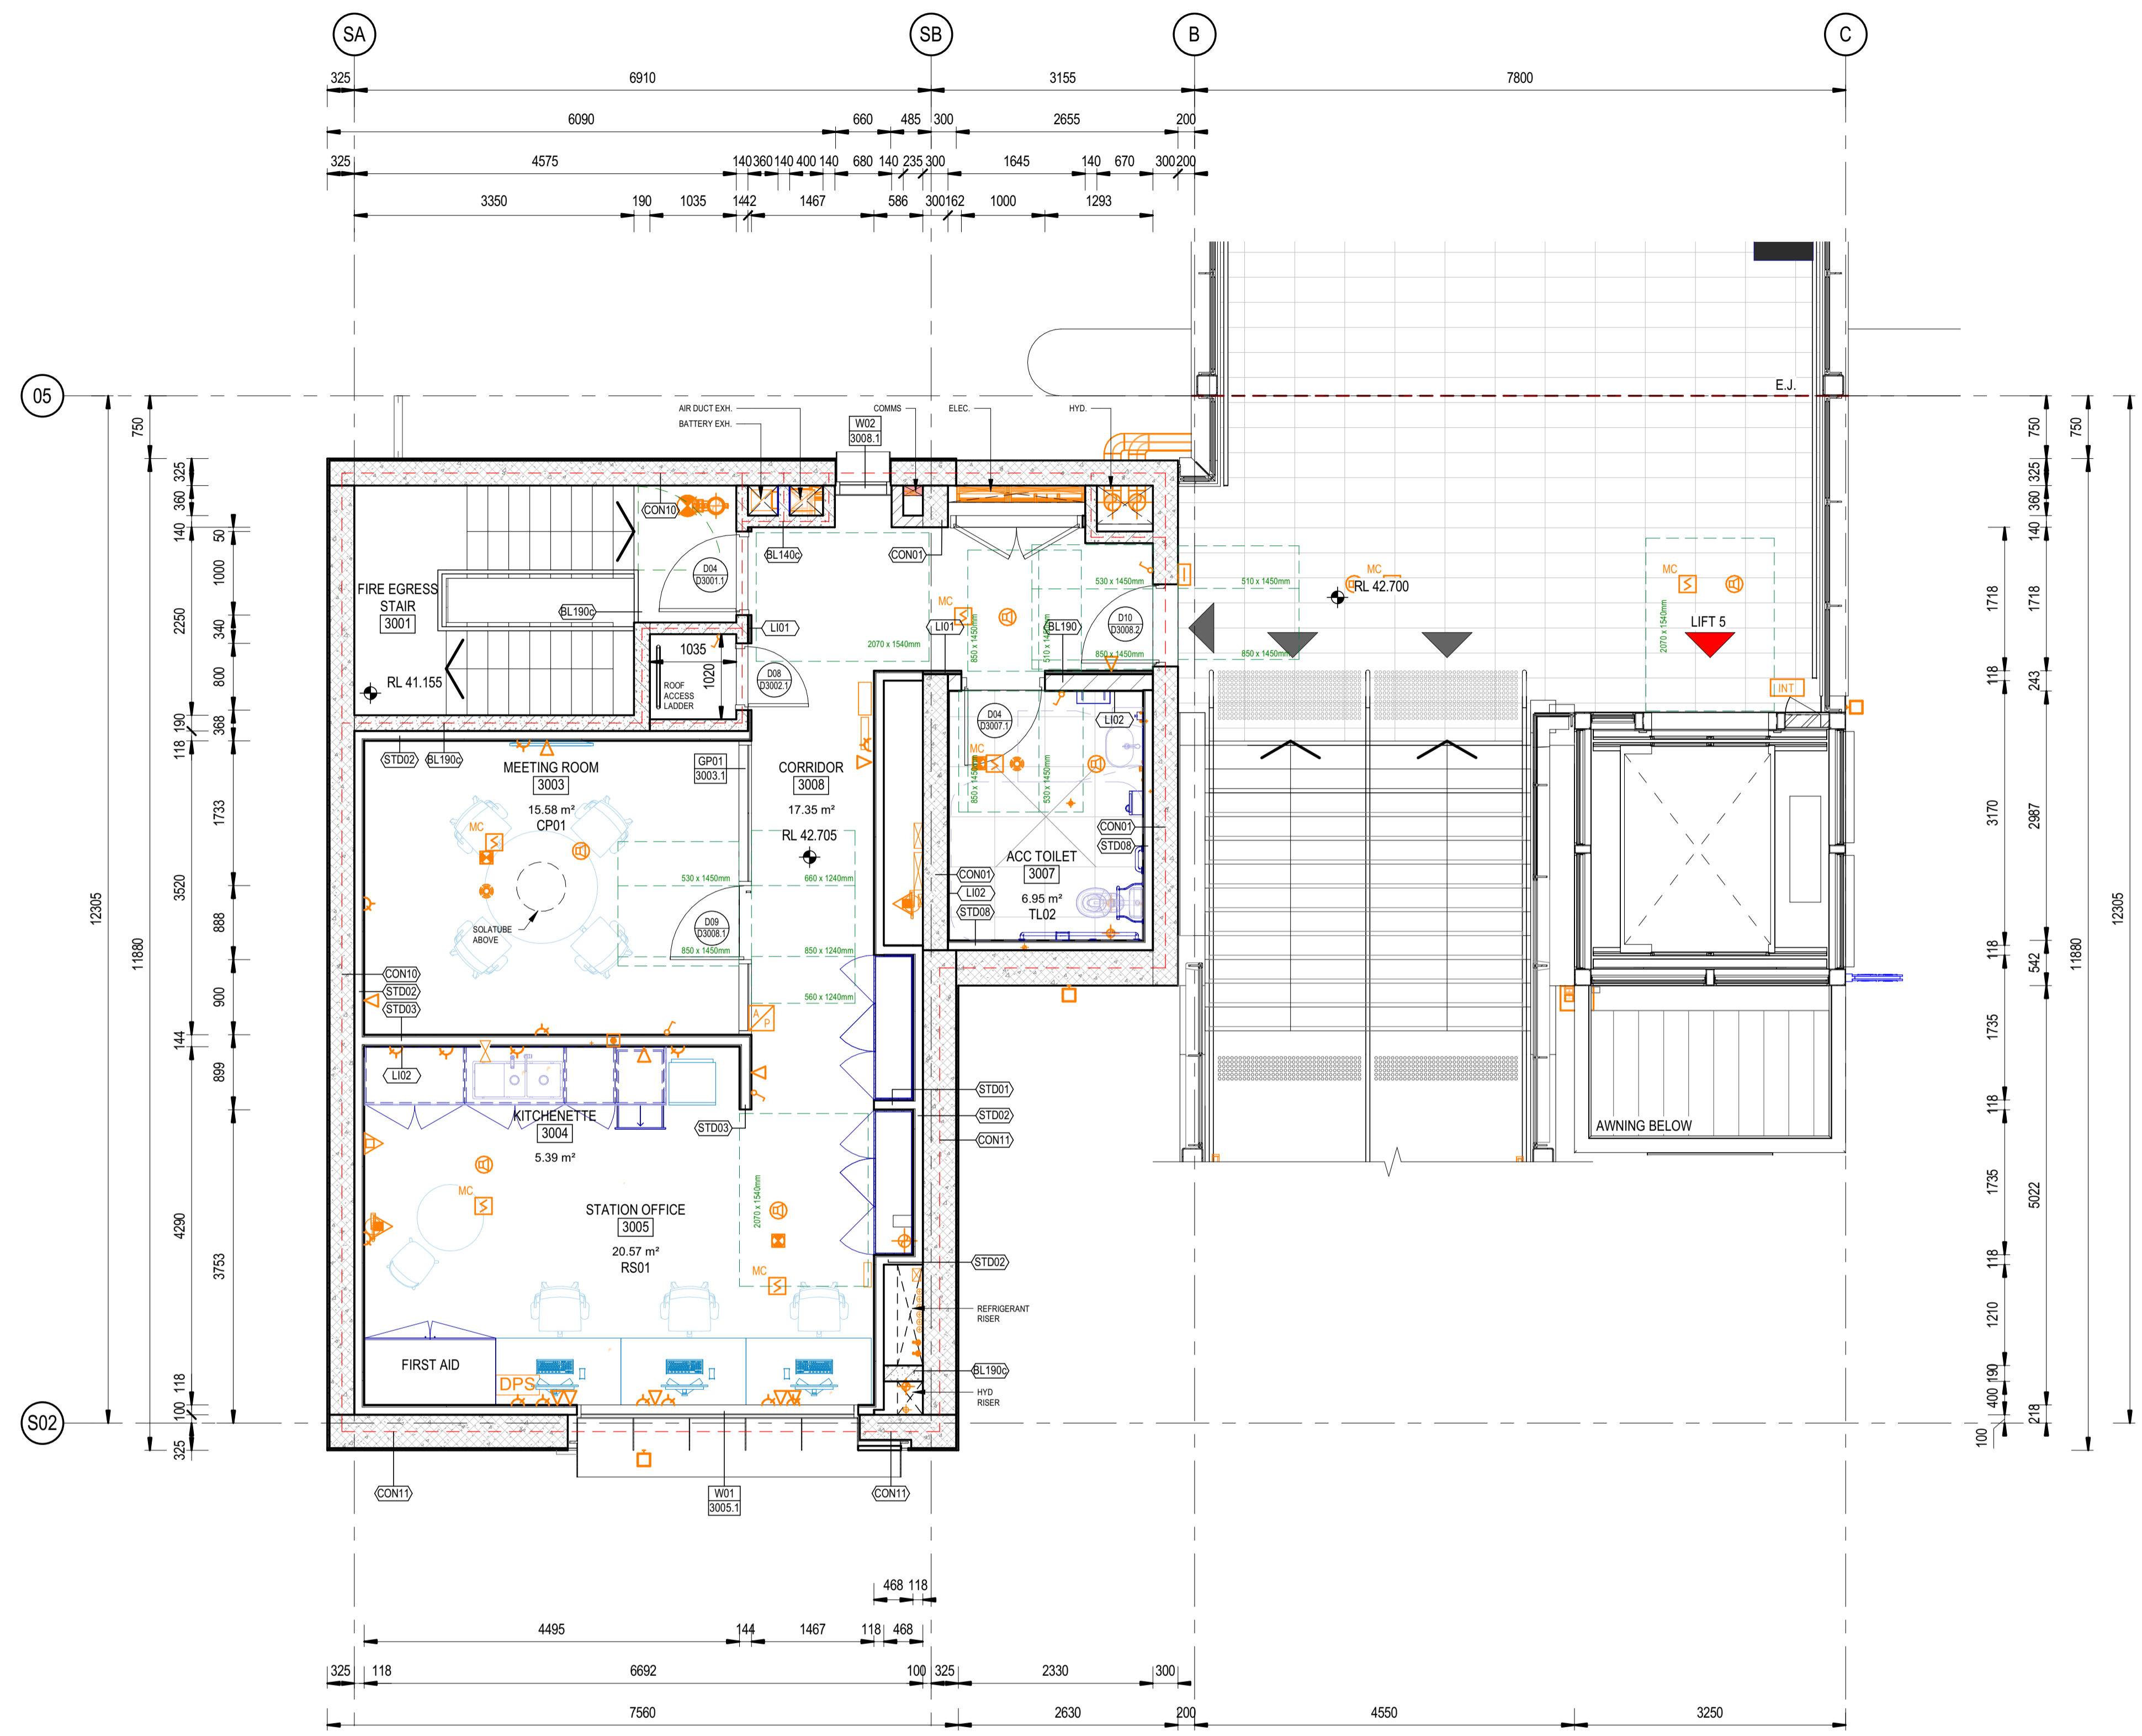 SA
SB
B
C
325
6910
3155
7800
6090
660
485
300
2655
200
325
4575
140
360
140
400
140
680
140
235
300
1645
140
670
300
200
3350
190
1035
1442
1467
586
300
162
1000
1293
05
E.J.
AIR DUCT EXH.
BATTERY EXH.
W02
3008.1
COMMS
ELEC.
HYD.
CON10
BL140c
CON01
D04
D3001.1
FIRE EGRESS
STAIR
3001
BL190c
LI01
LI01
BL190
D10
D3008.2
530 x 1450mm
510 x 1450mm
850 x 1450mm
850 x 1450mm
850 x 1450mm
510 x 1450mm
MC
MC
RL 42.700
MC
LIFT 5
2070 x 1540mm
2070 x 1540mm
INT
RL 41.155
1035
1020
ROOF
ACCESS
LADDER
D08
D3002.1
D04
D3007.1
LI02
STD02
BL190c
MEETING ROOM
3003
15.58 m²
CP01
GP01
3003.1
CORRIDOR
3008
17.35 m²
RL 42.705
MC
MC
850 x 1450mm
530 x 1450mm
CON01
STD08
ACC TOILET
3007
6.95 m²
TL02
CON01
LI02
STD08
530 x 1450mm
660 x 1240mm
D09
D3008.1
850 x 1450mm
850 x 1240mm
560 x 1240mm
SOLATUBE
ABOVE
CON10
STD02
STD03
A
P
LI02
KITCHENETTE
3004
5.39 m²
STD03
STD01
STD02
CON11
AWNING BELOW
MC
STATION OFFICE
3005
20.57 m²
RS01
2070 x 1540mm
MC
STD02
REFRIGERANT
RISER
FIRST AID
DPS
BL190c
HYD
RISER
S02
CON11
W01
3005.1
CON11
12305
750
11880
325
360
140
2250
190
118
3520
144
4290
118
100
325
50
1000
340
800
368
1733
888
900
899
3753
1718
118
3170
118
1735
118
1735
118
1210
190
400
100
750
325
360
140
1718
243
2987
542
5022
218
750
11880
12305
468
118
4495
144
1467
118
468
325
118
6692
100
325
2330
300
7560
2630
200
4550
3250